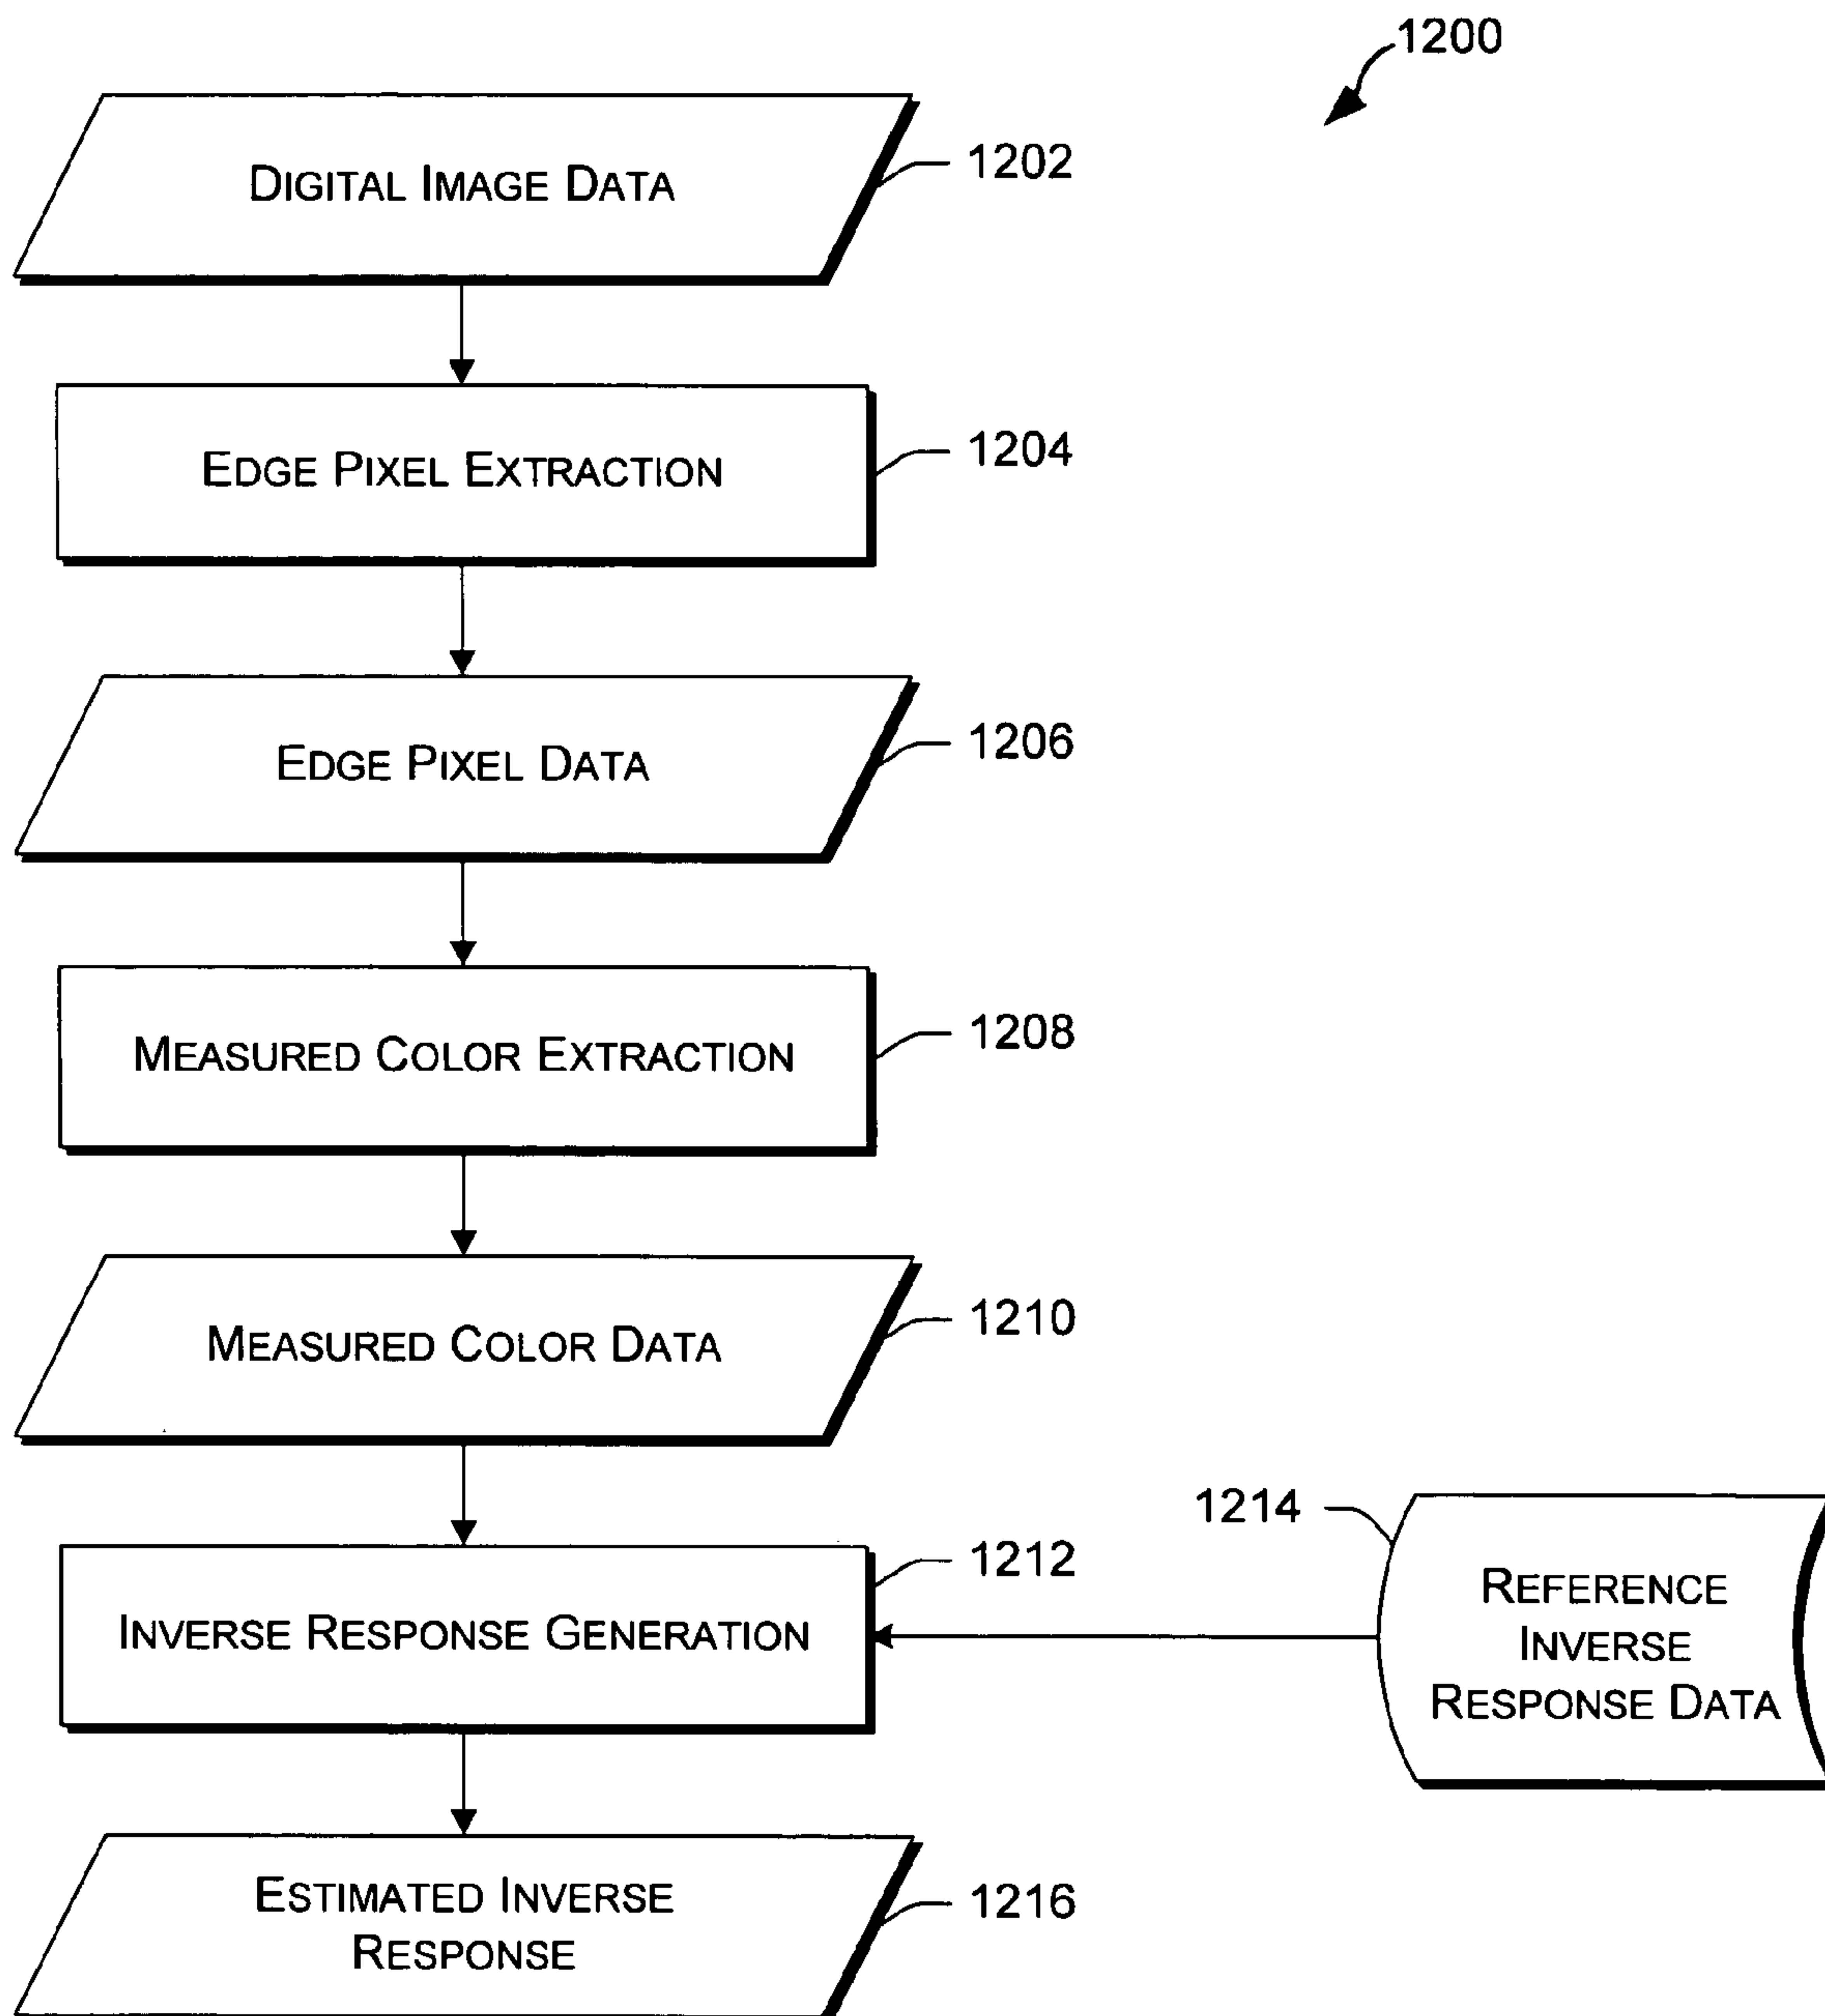 1200
DIGITAL IMAGE DATA
1202
EDGE PIXEL EXTRACTION
1204
EDGE PIXEL DATA
1206
MEASURED COLOR EXTRACTION
1208
MEASURED COLOR DATA
1210
INVERSE RESPONSE GENERATION
1212
1214
REFERENCE
INVERSE
RESPONSE DATA
ESTIMATED INVERSE
RESPONSE
1216